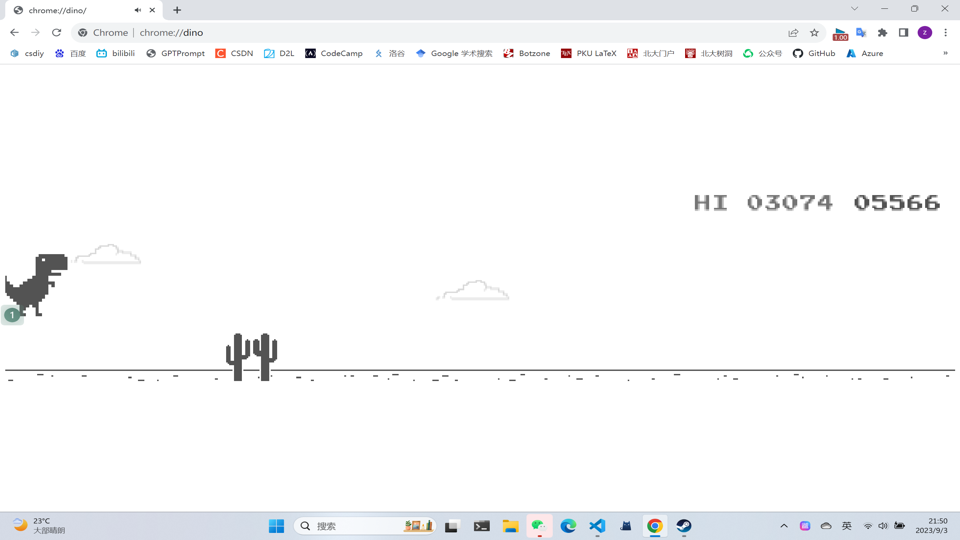 chrome://dino/
Chrome | chrome://dino
1.00
z
csdiy 百度 bilibili GPTPrompt CSDN D2L CodeCamp 洛谷 Google 学术搜索 Botzone PKU LaTeX 北大门户 北大树洞 公众号 GitHub Azure »
HI 03074 05566
1
23°C
大部晴朗
搜索
英
21:50
2023/9/3